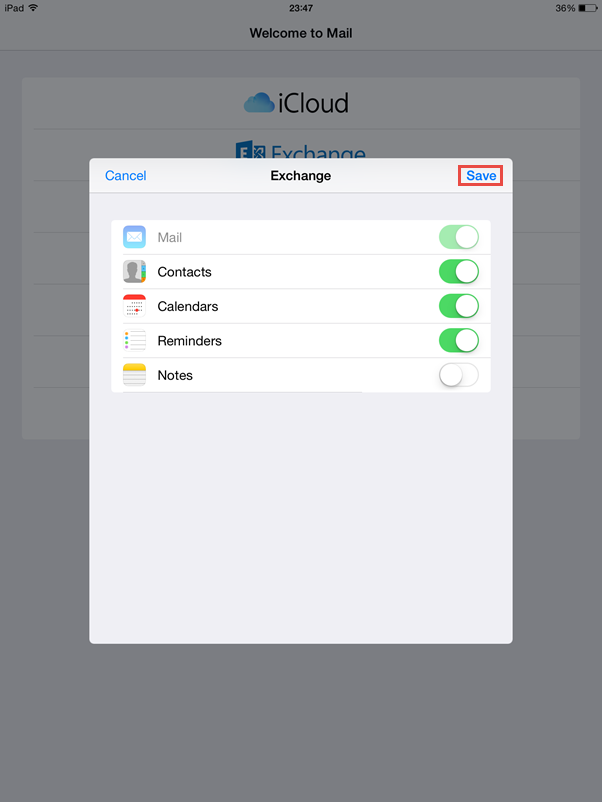 iPad 23:47 36%
Welcome to Mail
iCloud
Exchange
Cancel Exchange Save
Mail
Contacts
Calendars
Reminders
Notes